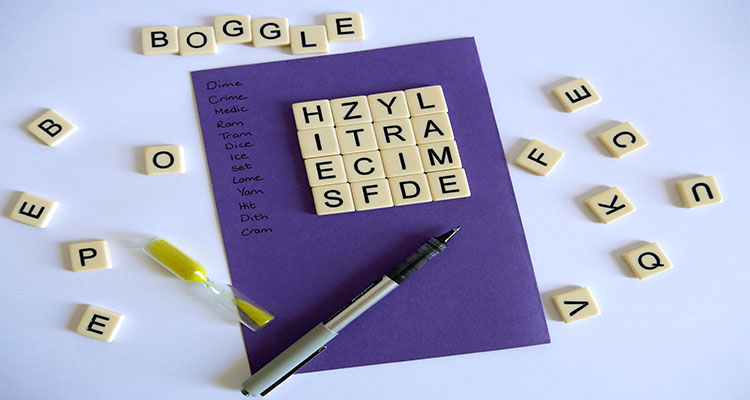 BOGGLE
Dime
Crime
Medic
Ram
Tram
Dice
Ice
set
Lame
Yam
Hit
Dith
Cram
HZYL
ITRA
ECIM
SFDE
B
O
E
P
E
E
C
F
K
U
Q
V